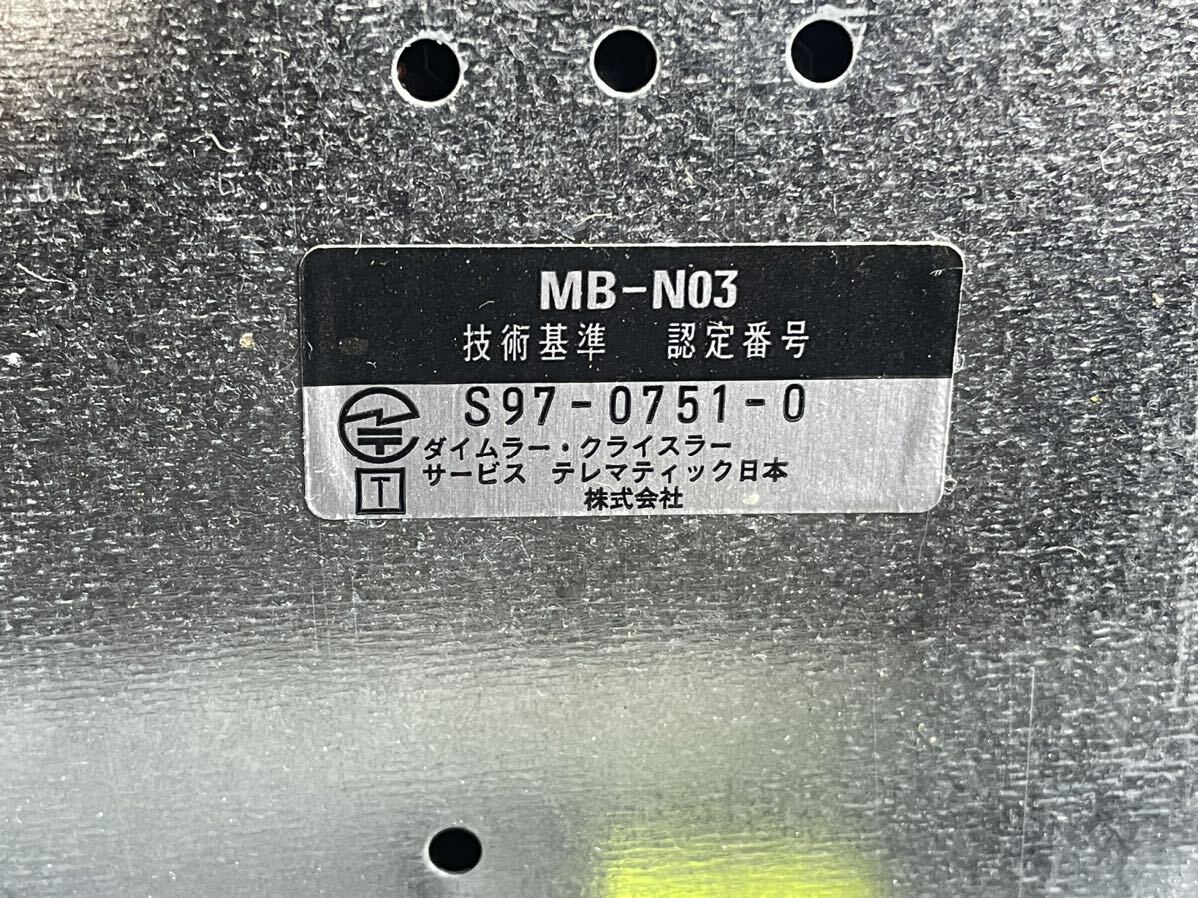 MB-N03
技術基準 認定番号
S97-0751-0
ダイムラー・クライスラー
サービス テレマティック日本
株式会社
T